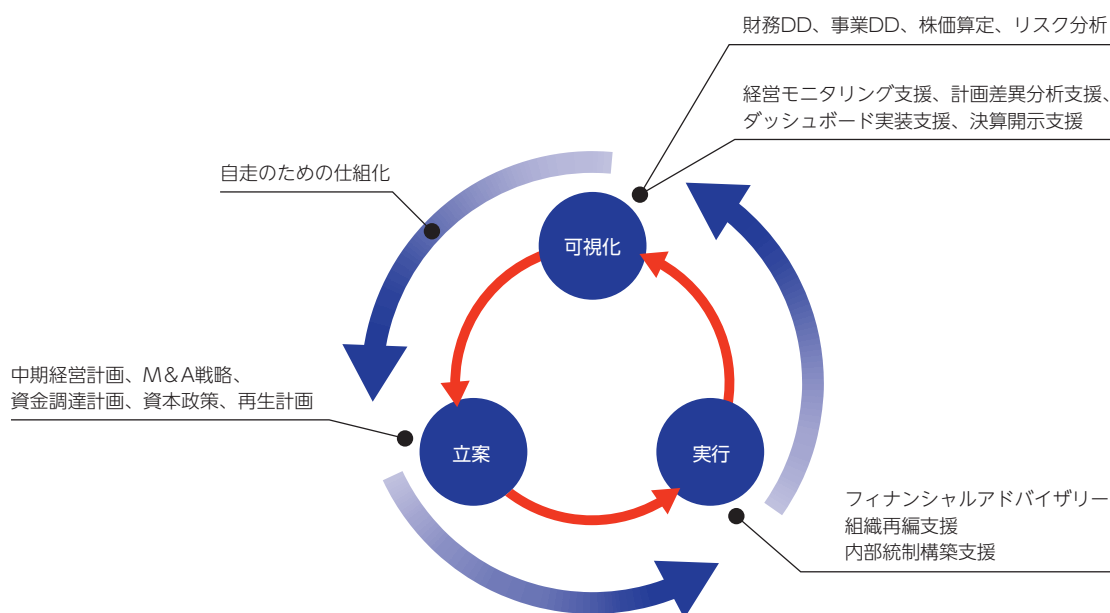 財務DD、事業DD、株価算定、リスク分析
経営モニタリング支援、計画差異分析支援、
ダッシュボード実装支援、決算開示支援
自走のための仕組化
可視化
中期経営計画、M&A戦略、
資金調達計画、資本政策、再生計画
立案
実行
フィナンシャルアドバイザリー
組織再編支援
内部統制構築支援